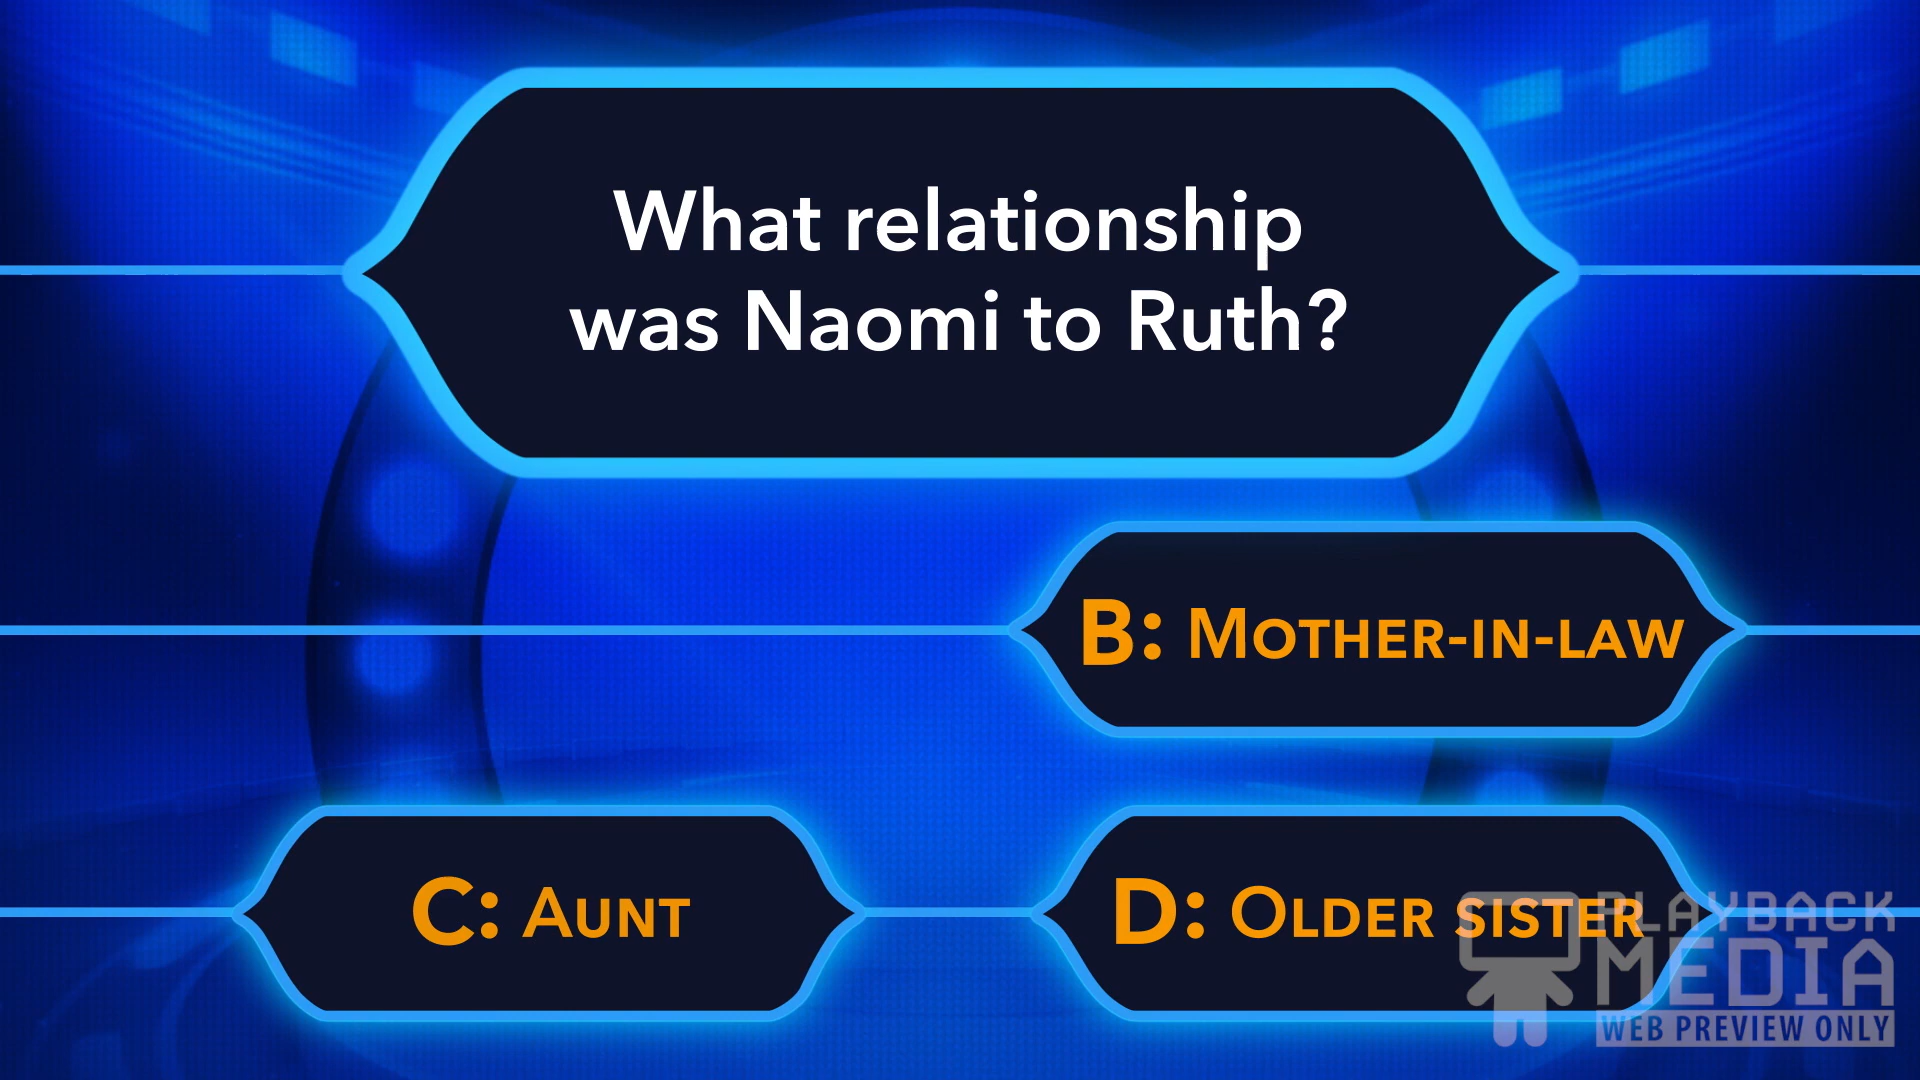 What relationship
was Naomi to Ruth?
B: Mother-in-law
C: Aunt
D: Older sister
PLAYBACK
MEDIA
WEB PREVIEW ONLY